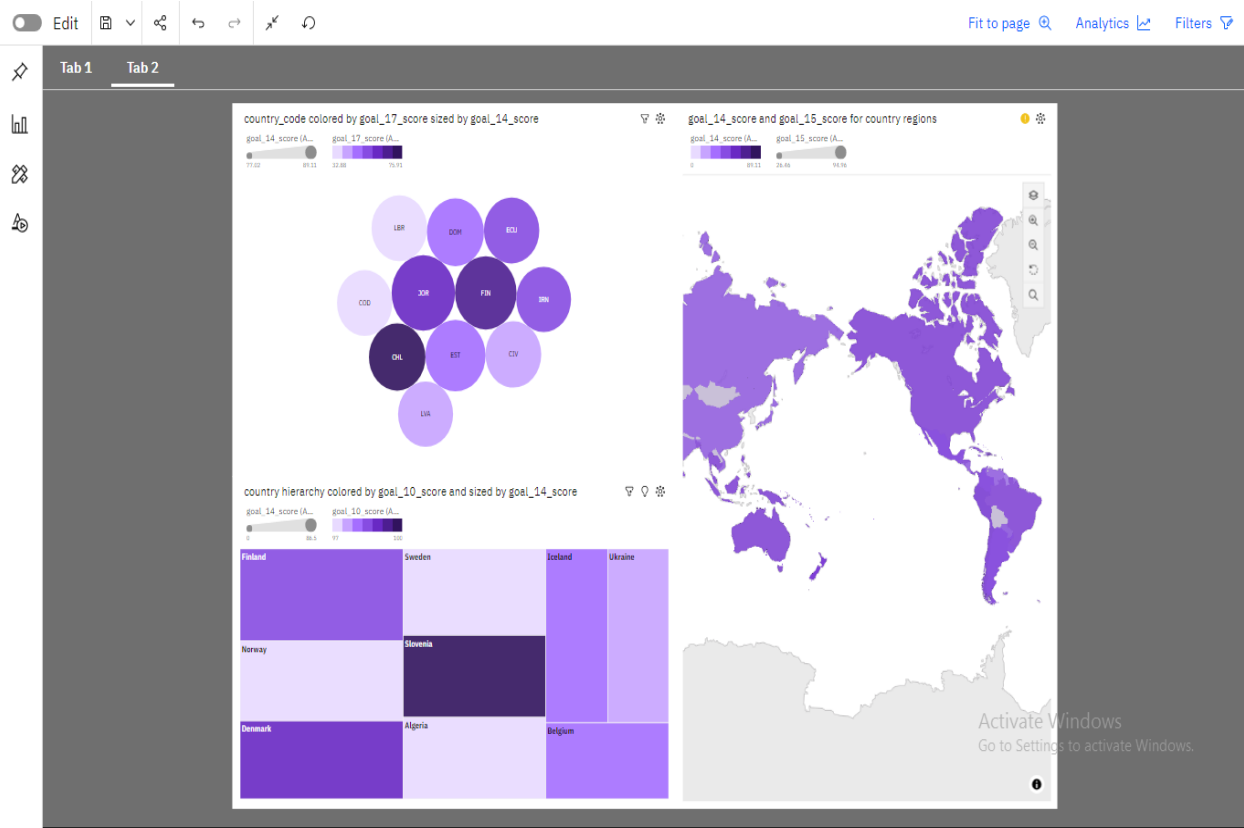 Edit
Fit to page
Analytics
Filters
Tab 1
Tab 2
country_code colored by goal_17_score sized by goal_14_score
goal_14_score (A...
goal_17_score (A...
77.02
89.11
32.88
75.91
LBR
DOM
ECU
COD
JOR
FIN
IRN
CHL
EST
CIV
LVA
country hierarchy colored by goal_10_score and sized by goal_14_score
goal_14_score (A...
goal_10_score (A...
0
86.5
97
100
Finland
Sweden
Iceland
Ukraine
Norway
Slovenia
Denmark
Algeria
Belgium
goal_14_score and goal_15_score for country regions
goal_14_score (A...
goal_15_score (A...
0
89.11
26.46
94.96
Activate Windows
Go to Settings to activate Windows.